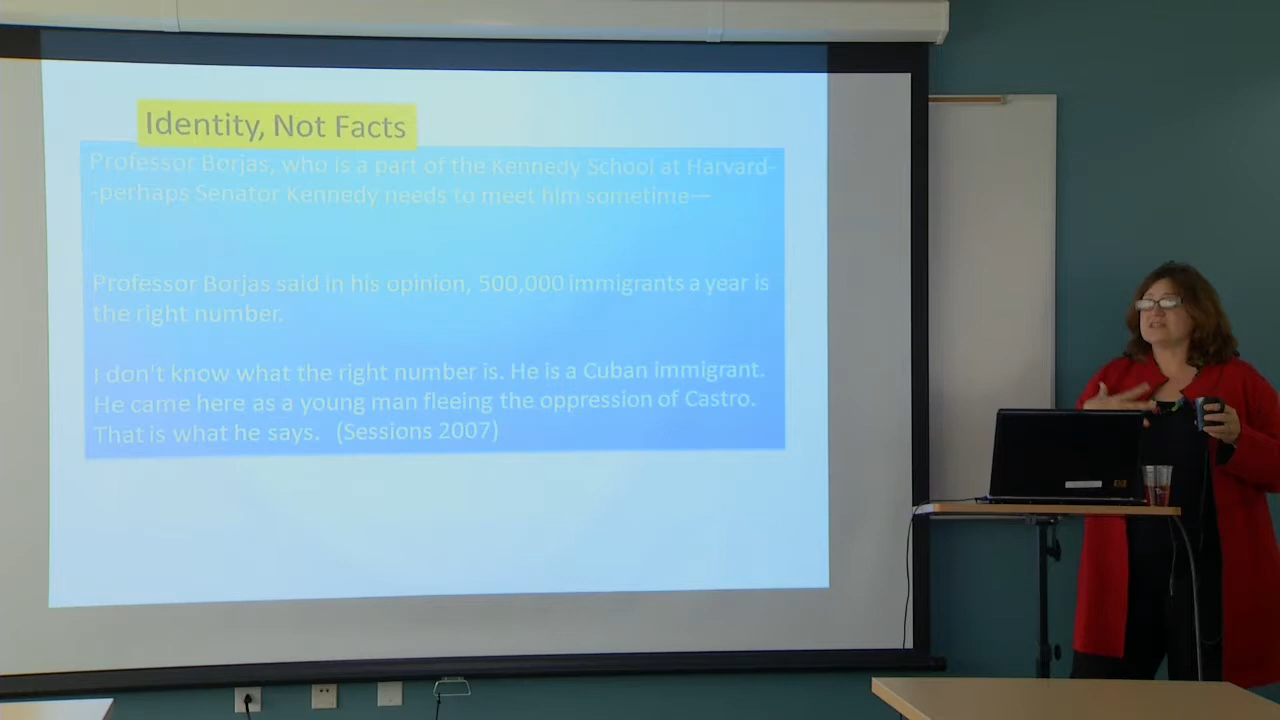 Identity, Not Facts
Professor Borjas, who is a part of the Kennedy School at Harvard-
-perhaps Senator Kennedy needs to meet him sometime—
Professor Borjas said in his opinion, 500,000 immigrants a year is
the right number.
I don't know what the right number is. He is a Cuban immigrant.
He came here as a young man fleeing the oppression of Castro.
That is what he says. (Sessions 2007)